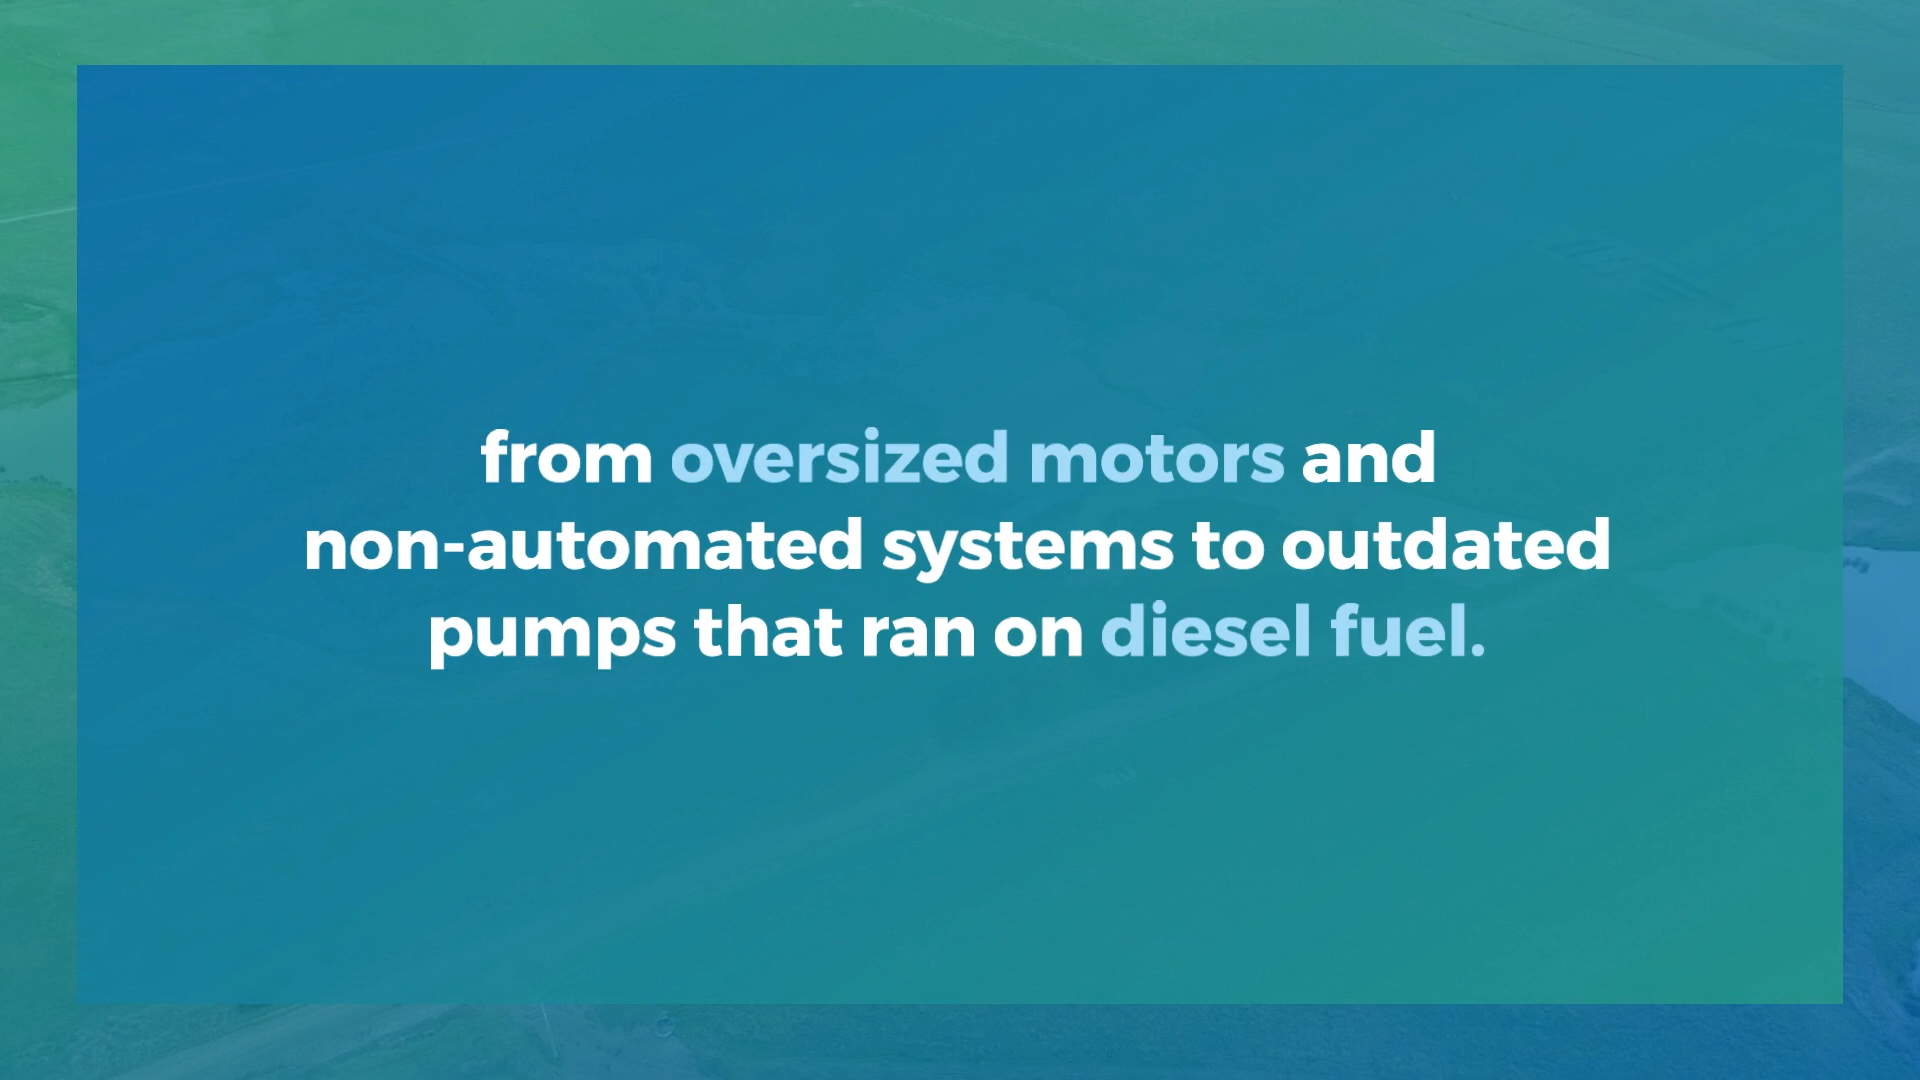 from oversized motors and
non-automated systems to outdated
pumps that ran on diesel fuel.